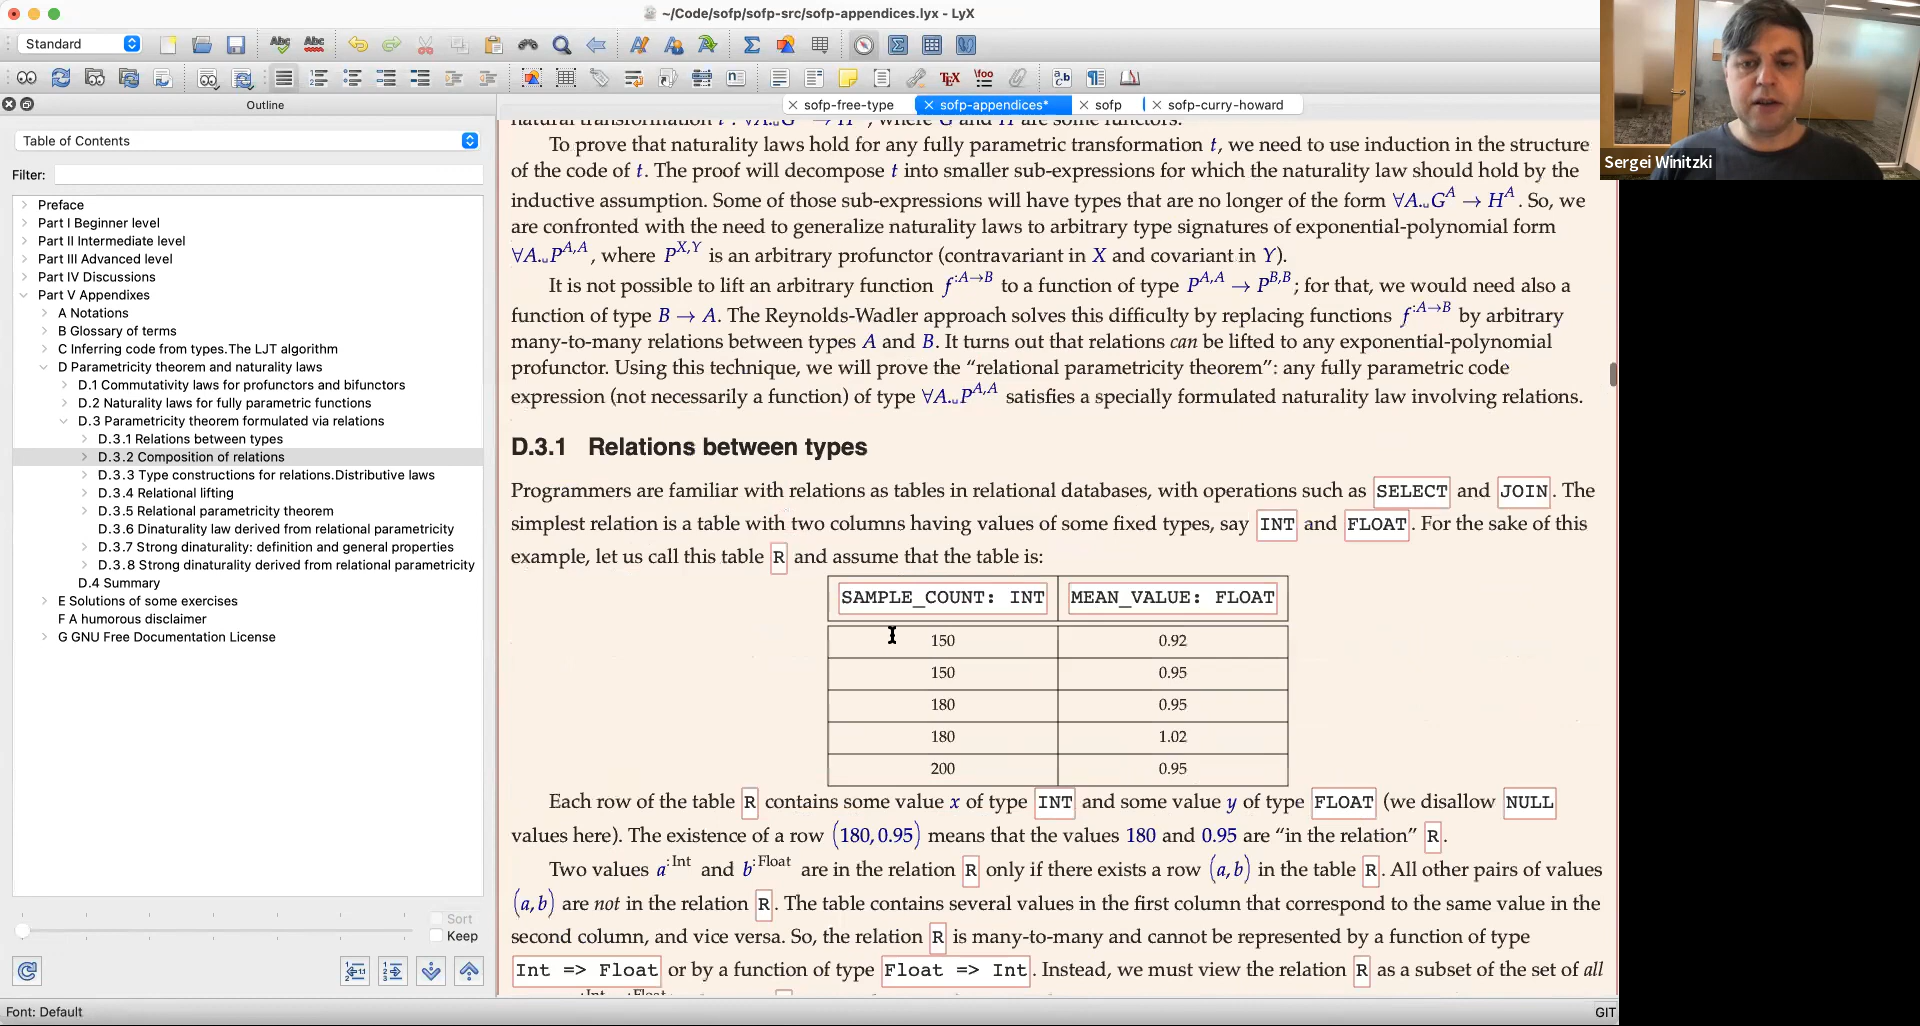 ~/Code/sofp/sofp-src/sofp-appendices.lyx - LyX
Standard
Outline
sofp-free-type
sofp-appendices*
sofp
sofp-curry-howard
Table of Contents
Filter:
Preface
Part I Beginner level
Part II Intermediate level
Part III Advanced level
Part IV Discussions
Part V Appendixes
A Notations
B Glossary of terms
C Inferring code from types.The LJT algorithm
D Parametricity theorem and naturality laws
D.1 Commutativity laws for profunctors and bifunctors
D.2 Naturality laws for fully parametric functions
D.3 Parametricity theorem formulated via relations
D.3.1 Relations between types
D.3.2 Composition of relations
D.3.3 Type constructions for relations.Distributive laws
D.3.4 Relational lifting
D.3.5 Relational parametricity theorem
D.3.6 Dinaturality law derived from relational parametricity
D.3.7 Strong dinaturality: definition and general properties
D.3.8 Strong dinaturality derived from relational parametricity
D.4 Summary
E Solutions of some exercises
F A humorous disclaimer
G GNU Free Documentation License
Sort
Keep
Font: Default
To prove that naturality laws hold for any fully parametric transformation t, we need to use induction in the structure
of the code of t. The proof will decompose t into smaller sub-expressions for which the naturality law should hold by the
inductive assumption. Some of those sub-expressions will have types that are no longer of the form ∀A.␣G^A → H^A. So, we
are confronted with the need to generalize naturality laws to arbitrary type signatures of exponential-polynomial form
∀A.␣P^{A,A}, where P^{X,Y} is an arbitrary profunctor (contravariant in X and covariant in Y).
It is not possible to lift an arbitrary function f^{:A→B} to a function of type P^{A,A} → P^{B,B}; for that, we would need also a
function of type B → A. The Reynolds-Wadler approach solves this difficulty by replacing functions f^{:A→B} by arbitrary
many-to-many relations between types A and B. It turns out that relations can be lifted to any exponential-polynomial
profunctor. Using this technique, we will prove the “relational parametricity theorem”: any fully parametric code
expression (not necessarily a function) of type ∀A.␣P^{A,A} satisfies a specially formulated naturality law involving relations.
D.3.1 Relations between types
Programmers are familiar with relations as tables in relational databases, with operations such as SELECT and JOIN. The
simplest relation is a table with two columns having values of some fixed types, say INT and FLOAT. For the sake of this
example, let us call this table R and assume that the table is:
SAMPLE_COUNT: INT MEAN_VALUE: FLOAT
150 0.92
150 0.95
180 0.95
180 1.02
200 0.95
Each row of the table R contains some value x of type INT and some value y of type FLOAT (we disallow NULL
values here). The existence of a row (180, 0.95) means that the values 180 and 0.95 are “in the relation” R.
Two values a^{:Int} and b^{:Float} are in the relation R only if there exists a row (a, b) in the table R. All other pairs of values
(a, b) are not in the relation R. The table contains several values in the first column that correspond to the same value in the
second column, and vice versa. So, the relation R is many-to-many and cannot be represented by a function of type
Int => Float or by a function of type Float => Int. Instead, we must view the relation R as a subset of the set of all
GIT
Sergei Winitzki